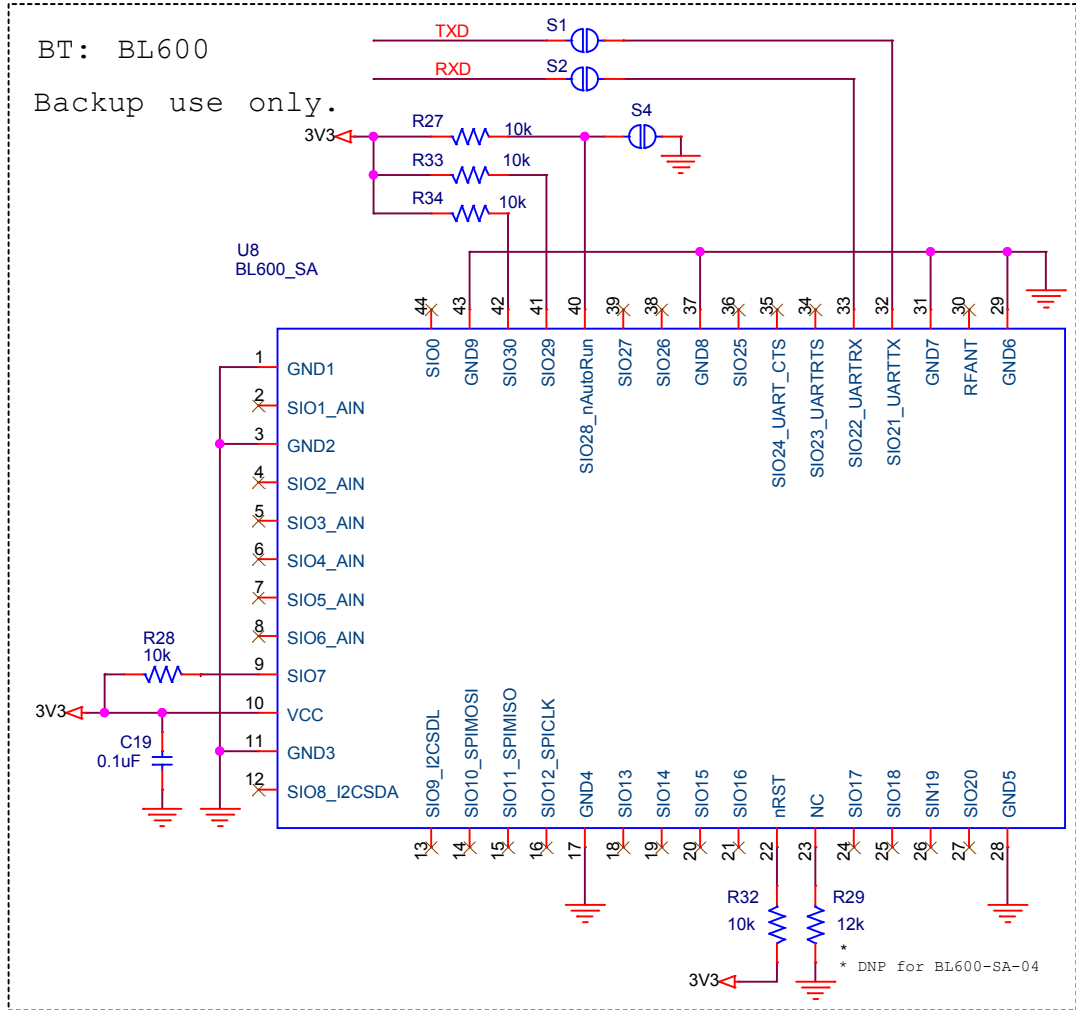 BT: BL600
Backup use only.
TXD
S1
RXD
S2
3V3
R27
10k
S4
R33
10k
R34
10k
U8
BL600_SA
44
43
42
41
40
39
38
37
36
35
34
33
32
31
30
29
SIO0
GND9
SIO30
SIO29
SIO28_nAutoRun
SIO27
SIO26
GND8
SIO25
SIO24_UART_CTS
SIO23_UARTRTS
SIO22_UARTRX
SIO21_UARTTX
GND7
RFANT
GND6
1
GND1
2
SIO1_AIN
3
GND2
4
SIO2_AIN
5
SIO3_AIN
6
SIO4_AIN
7
SIO5_AIN
8
SIO6_AIN
R28
10k
9
SIO7
3V3
10
VCC
C19
0.1uF
11
GND3
12
SIO8_I2CSDA
SIO9_I2CSDL
SIO10_SPIMOSI
SIO11_SPIMISO
SIO12_SPICLK
GND4
SIO13
SIO14
SIO15
SIO16
nRST
NC
SIO17
SIO18
SIN19
SIO20
GND5
13
14
15
16
17
18
19
20
21
22
23
24
25
26
27
28
R32
10k
R29
12k
*
* DNP for BL600-SA-04
3V3